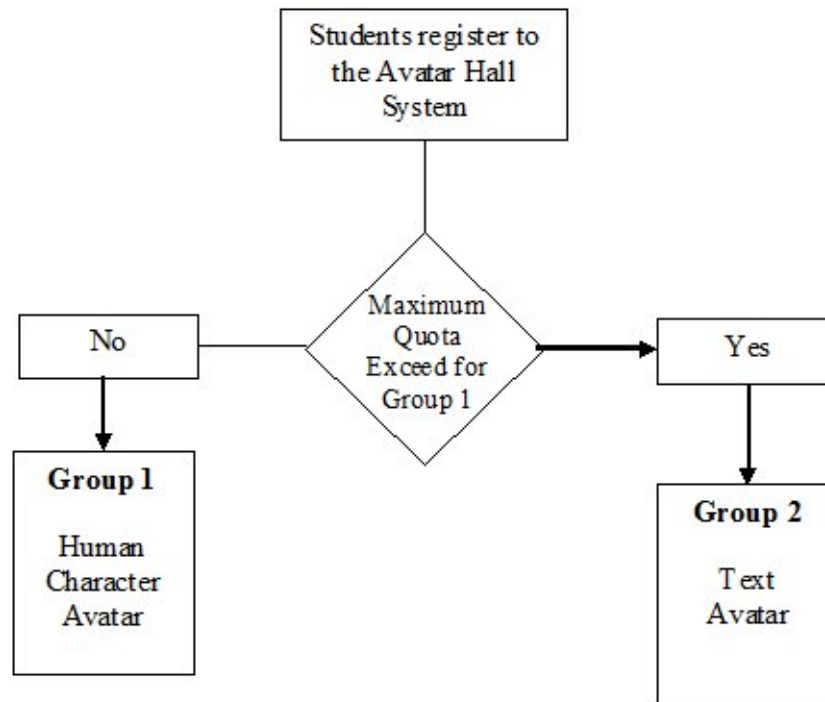 Students register to
the Avatar Hall
System
Maximum
Quota
Exceed for
Group 1
No
Yes
Group 1
Human
Character
Avatar
Group 2
Text
Avatar